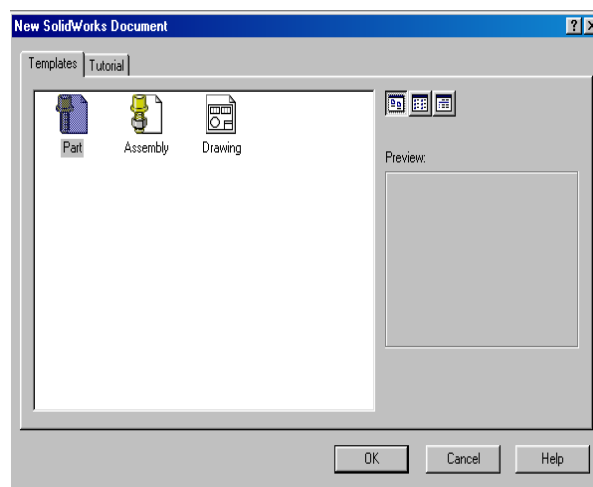 New SolidWorks Document
Templates Tutorial
Part Assembly Drawing
Preview:
OK Cancel Help